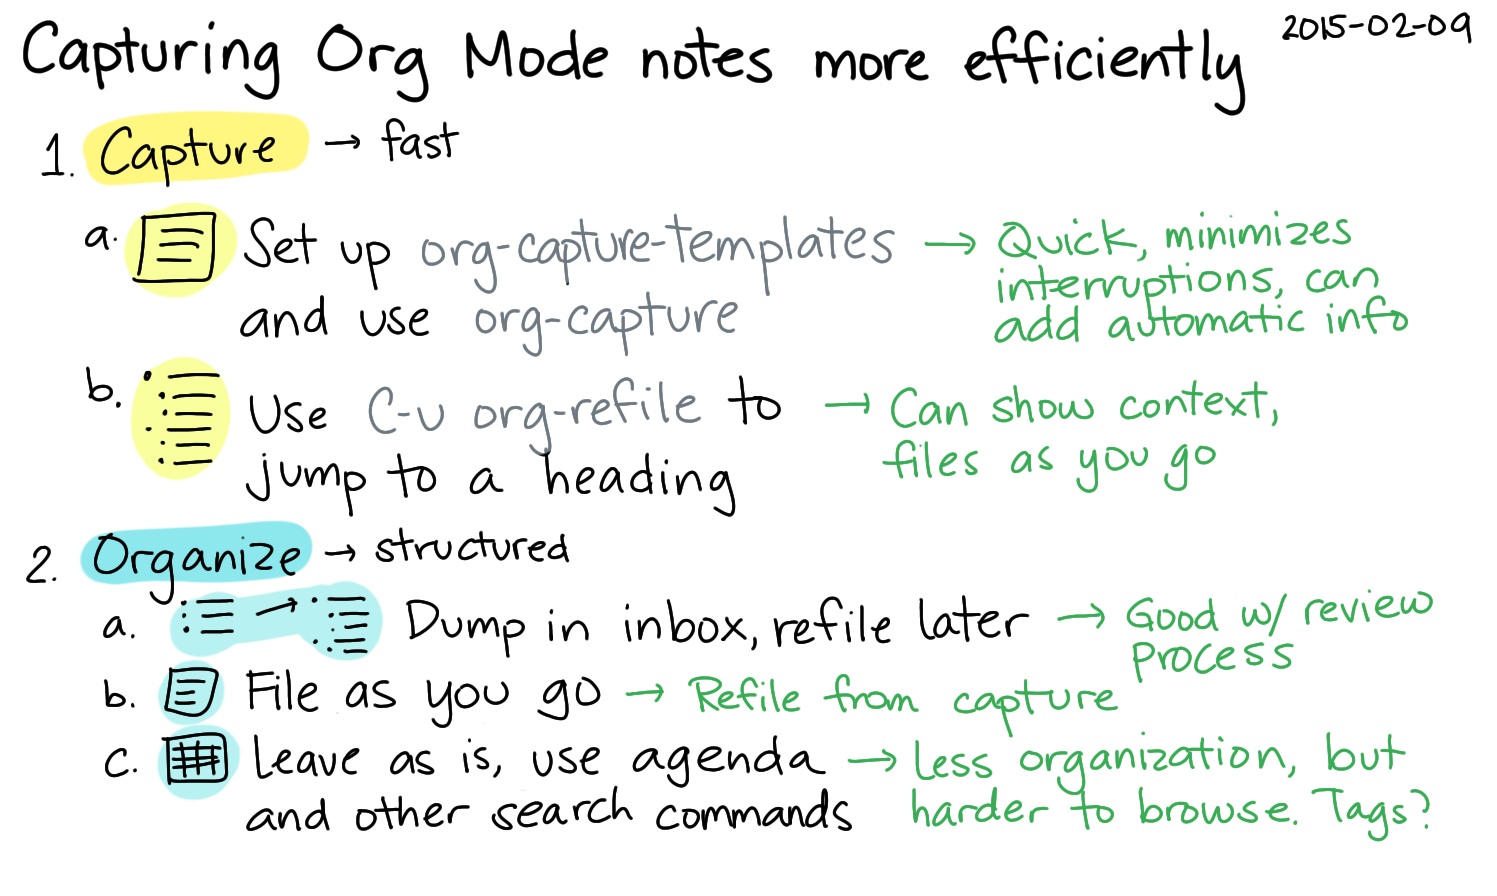 Capturing Org Mode notes more efficiently 2015-02-09
1. Capture → fast
a. Set up org-capture-templates → Quick, minimizes
interruptions, can
and use org-capture add automatic info
b. Use C-u org-refile to → Can show context,
jump to a heading files as you go
2. Organize → structured
a. Dump in inbox, refile later → Good w/ review
process
b. File as you go → Refile from capture
c. Leave as is, use agenda → Less organization, but
and other search commands harder to browse. Tags?